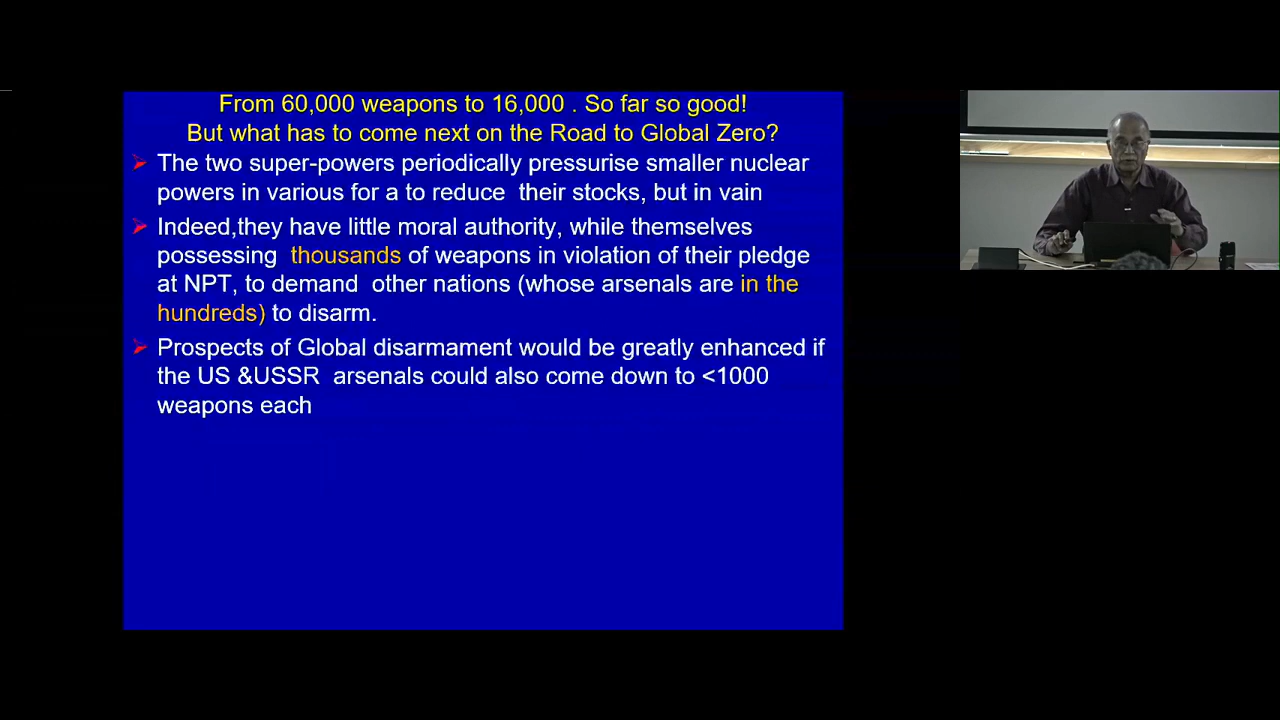 From 60,000 weapons to 16,000 . So far so good!
But what has to come next on the Road to Global Zero?
The two super-powers periodically pressurise smaller nuclear
powers in various for a to reduce  their stocks, but in vain
Indeed,they have little moral authority, while themselves
possessing  thousands of weapons in violation of their pledge
at NPT, to demand  other nations (whose arsenals are in the
hundreds) to disarm.
Prospects of Global disarmament would be greatly enhanced if
the US &USSR  arsenals could also come down to <1000
weapons each